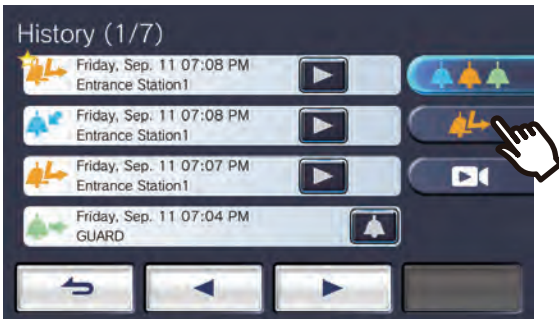 History (1/7)
Friday, Sep. 11 07:08 PM
Entrance Station1
Friday, Sep. 11 07:08 PM
Entrance Station1
Friday, Sep. 11 07:07 PM
Entrance Station1
Friday, Sep. 11 07:04 PM
GUARD